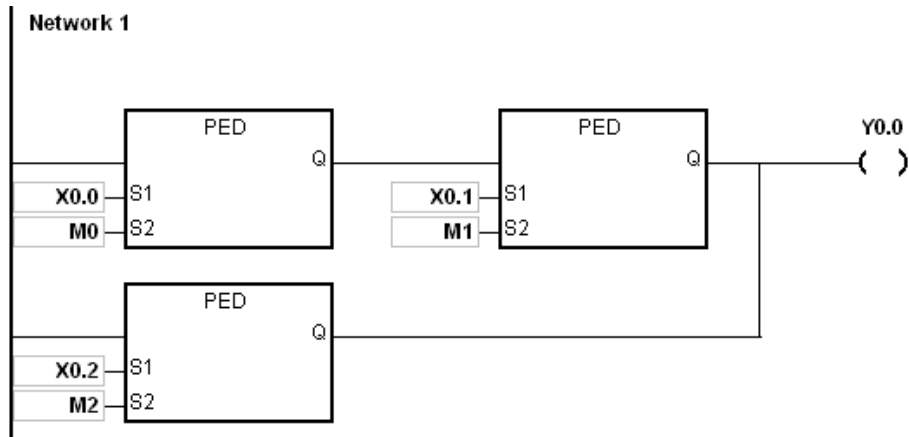 Network 1
PED
PED
Y0.0
Q
Q
( )
X0.0
S1
X0.1
S1
M0
S2
M1
S2
PED
Q
X0.2
S1
M2
S2